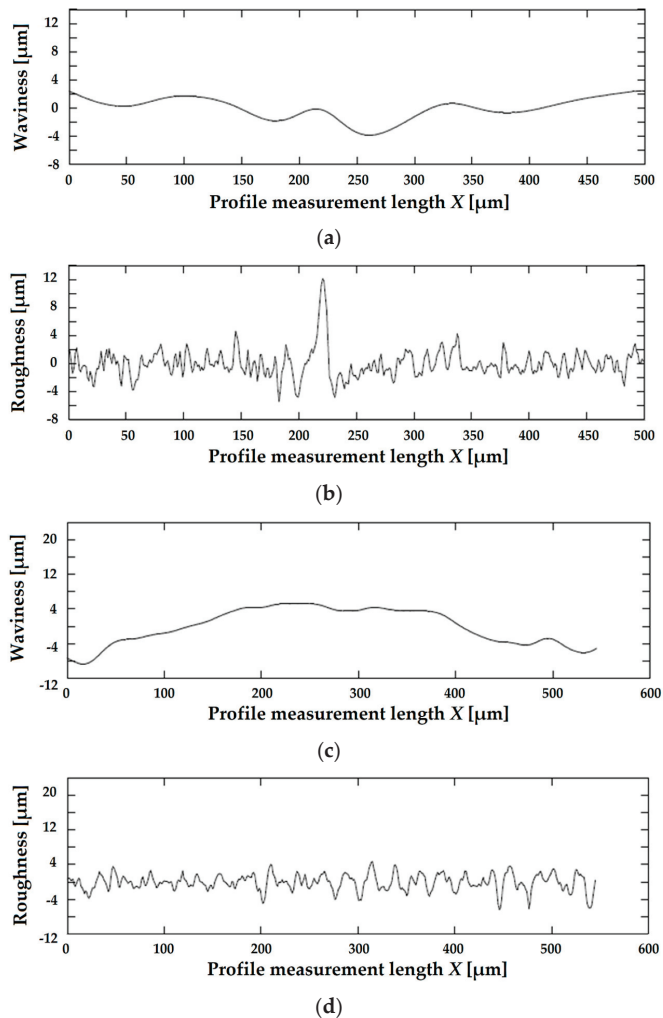 Waviness [μm]
12
8
4
0
-4
-8
0 50 100 150 200 250 300 350 400 450 500
Profile measurement length X [μm]
(a)
Roughness [μm]
12
8
4
0
-4
-8
0 50 100 150 200 250 300 350 400 450 500
Profile measurement length X [μm]
(b)
Waviness [μm]
20
12
4
-4
-12
0 100 200 300 400 500 600
Profile measurement length X [μm]
(c)
Roughness [μm]
20
12
4
-4
-12
0 100 200 300 400 500 600
Profile measurement length X [μm]
(d)